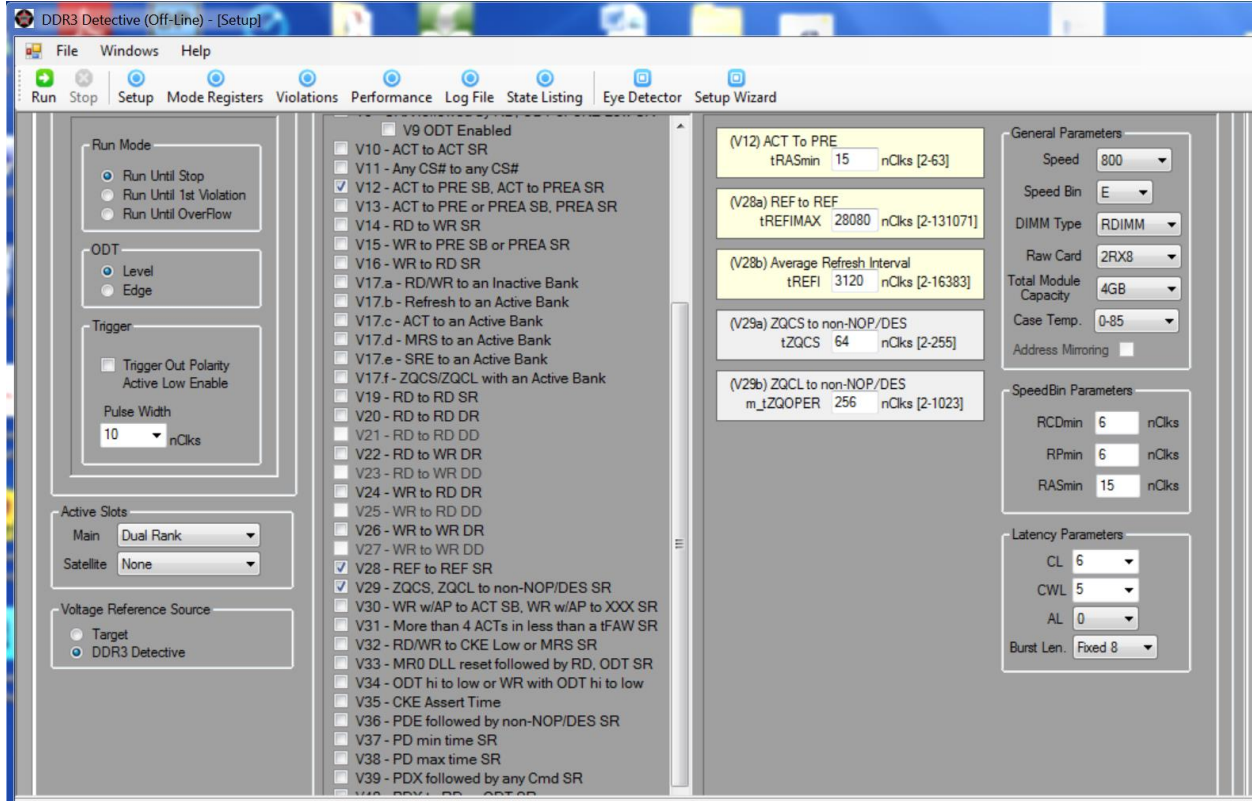 DDR3 Detective (Off-Line) - [Setup]
File Windows Help
Run Stop Setup Mode Registers Violations Performance Log File State Listing Eye Detector Setup Wizard
Run Mode
Run Until Stop
Run Until 1st Violation
Run Until OverFlow
ODT
Level
Edge
Trigger
Trigger Out Polarity
Active Low Enable
Pulse Width
10 nClks
Active Slots
Main Dual Rank
Satellite None
Voltage Reference Source
Target
DDR3 Detective
V9 ODT Enabled
V10 - ACT to ACT SR
V11 - Any CS# to any CS#
V12 - ACT to PRE SB, ACT to PREA SR
V13 - ACT to PRE or PREA SB, PREA SR
V14 - RD to WR SR
V15 - WR to PRE SB or PREA SR
V16 - WR to RD SR
V17.a - RD/WR to an Inactive Bank
V17.b - Refresh to an Active Bank
V17.c - ACT to an Active Bank
V17.d - MRS to an Active Bank
V17.e - SRE to an Active Bank
V17.f - ZQCS/ZQCL with an Active Bank
V19 - RD to RD SR
V20 - RD to RD DR
V21 - RD to RD DD
V22 - RD to WR DR
V23 - RD to WR DD
V24 - WR to RD DR
V25 - WR to RD DD
V26 - WR to WR DR
V27 - WR to WR DD
V28 - REF to REF SR
V29 - ZQCS, ZQCL to non-NOP/DES SR
V30 - WR w/AP to ACT SB, WR w/AP to XXX SR
V31 - More than 4 ACTs in less than a tFAW SR
V32 - RD/WR to CKE Low or MRS SR
V33 - MR0 DLL reset followed by RD, ODT SR
V34 - ODT hi to low or WR with ODT hi to low
V35 - CKE Assert Time
V36 - PDE followed by non-NOP/DES SR
V37 - PD min time SR
V38 - PD max time SR
V39 - PDX followed by any Cmd SR
(V12) ACT To PRE
tRASmin 15 nClks [2-63]
(V28a) REF to REF
tREFIMAX 28080 nClks [2-131071]
(V28b) Average Refresh Interval
tREFI 3120 nClks [2-16383]
(V29a) ZQCS to non-NOP/DES
tZQCS 64 nClks [2-255]
(V29b) ZQCL to non-NOP/DES
m_tZQOPER 256 nClks [2-1023]
General Parameters
Speed 800
Speed Bin E
DIMM Type RDIMM
Raw Card 2RX8
Total Module
Capacity 4GB
Case Temp. 0-85
Address Mirroring
SpeedBin Parameters
RCDmin 6 nClks
RPmin 6 nClks
RASmin 15 nClks
Latency Parameters
CL 6
CWL 5
AL 0
Burst Len. Fixed 8